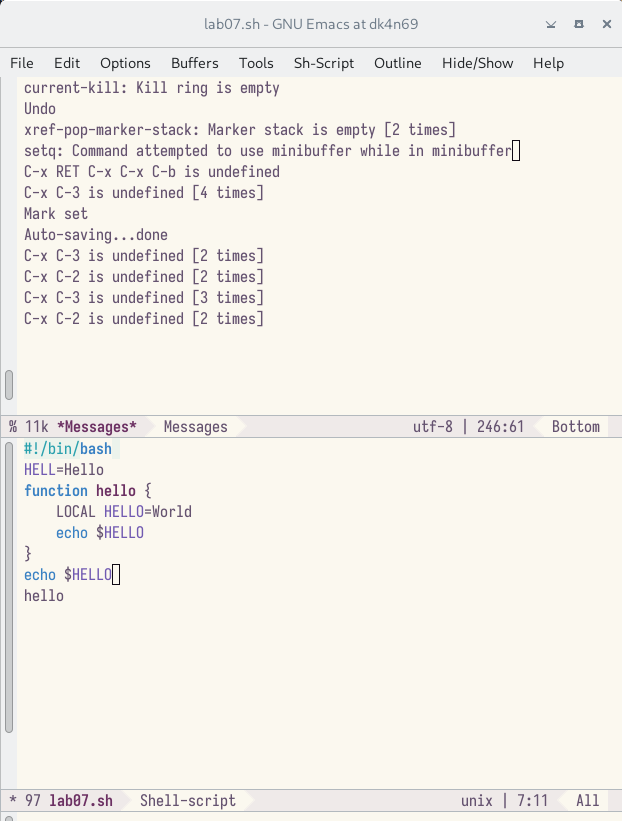 lab07.sh - GNU Emacs at dk4n69
File Edit Options Buffers Tools Sh-Script Outline Hide/Show Help
current-kill: Kill ring is empty
Undo
xref-pop-marker-stack: Marker stack is empty [2 times]
setq: Command attempted to use minibuffer while in minibuffer
C-x RET C-x C-x C-b is undefined
C-x C-3 is undefined [4 times]
Mark set
Auto-saving...done
C-x C-3 is undefined [2 times]
C-x C-2 is undefined [2 times]
C-x C-3 is undefined [3 times]
C-x C-2 is undefined [2 times]
% 11k *Messages* Messages utf-8 | 246:61 Bottom
#!/bin/bash
HELL=Hello
function hello {
    LOCAL HELLO=World
    echo $HELLO
}
echo $HELLO
hello
* 97 lab07.sh Shell-script unix | 7:11 All